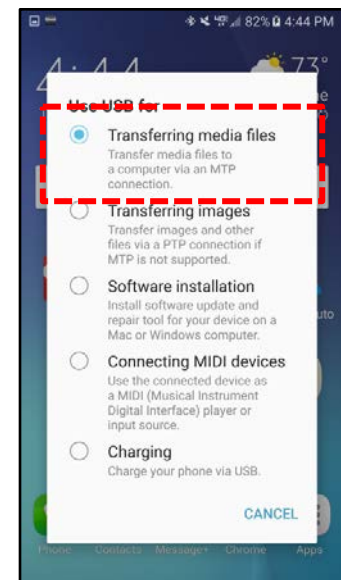 82% 4:44 PM
4:44 73°
Use USB for
Transferring media files
Transfer media files to
a computer via an MTP
connection.
Transferring images
Transfer images and other
files via a PTP connection if
MTP is not supported.
Software installation
Install software update and
repair tool for your device on a
Mac or Windows computer.
Connecting MIDI devices
Use the connected device as
a MIDI (Musical Instrument
Digital Interface) player or
input source.
Charging
Charge your phone via USB.
CANCEL
Phone Contacts Message+ Chrome Apps